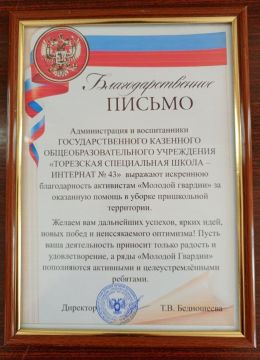 Благодарственное
ПИСЬМО
Администрация и воспитанники
ГОСУДАРСТВЕННОГО КАЗЕННОГО
ОБЩЕОБРАЗОВАТЕЛЬНОГО УЧРЕЖДЕНИЯ
«ТОРЕЗСКАЯ СПЕЦИАЛЬНАЯ ШКОЛА –
ИНТЕРНАТ № 43» выражают искреннюю
благодарность активистам «Молодой гвардии» за
оказанную помощь в уборке пришкольной
территории.
Желаем вам дальнейших успехов, ярких идей,
новых побед и неиссякаемого оптимизма! Пусть
ваша деятельность приносит только радость и
удовлетворение, а ряды «Молодой Гвардии»
пополняются активными и целеустремлёнными
ребятами.
Директор Т.В. Беднощеева